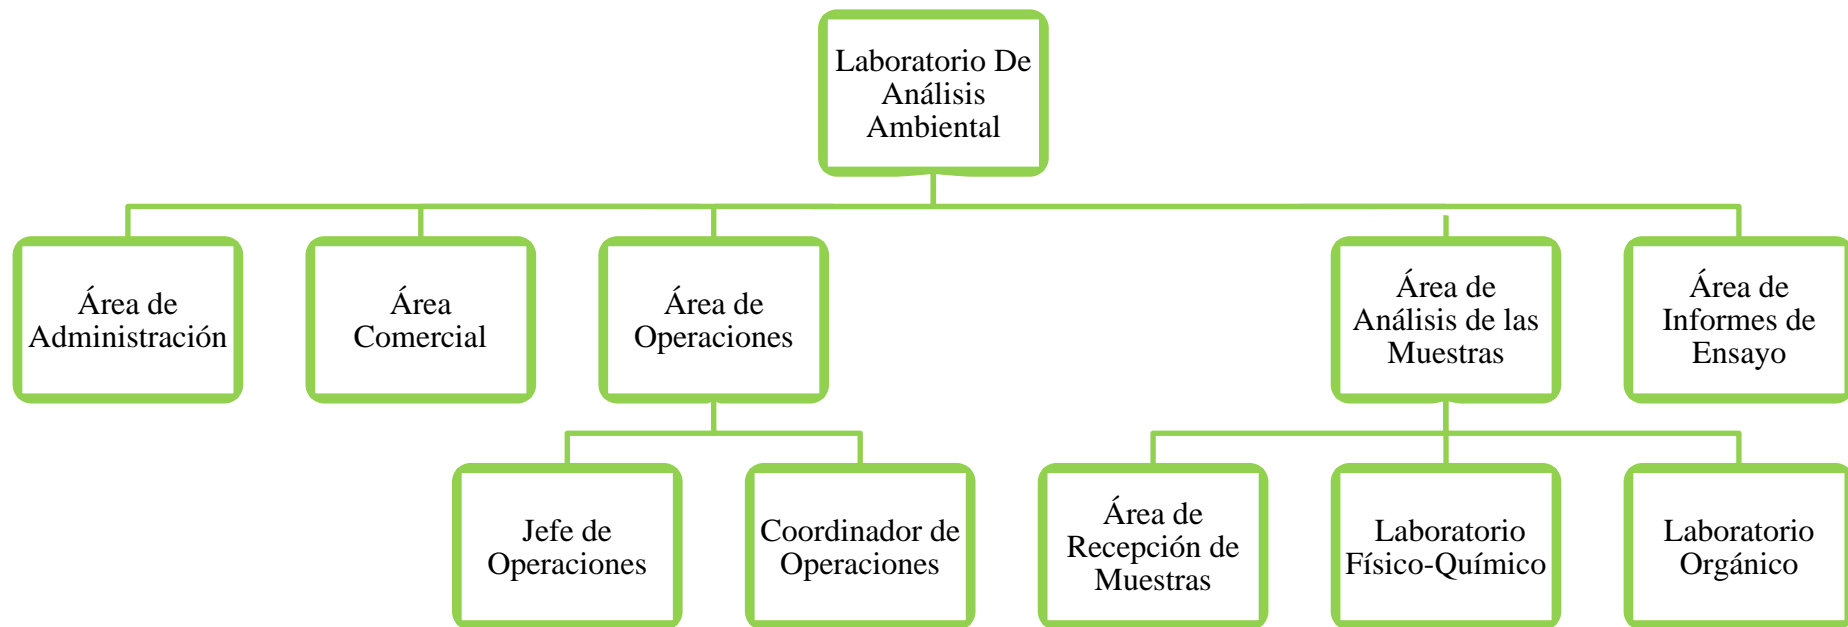 Laboratorio De
Análisis
Ambiental
Área de
Administración
Área
Comercial
Área de
Operaciones
Área de
Análisis de las
Muestras
Área de
Informes de
Ensayo
Jefe de
Operaciones
Coordinador de
Operaciones
Área de
Recepción de
Muestras
Laboratorio
Físico-Químico
Laboratorio
Orgánico